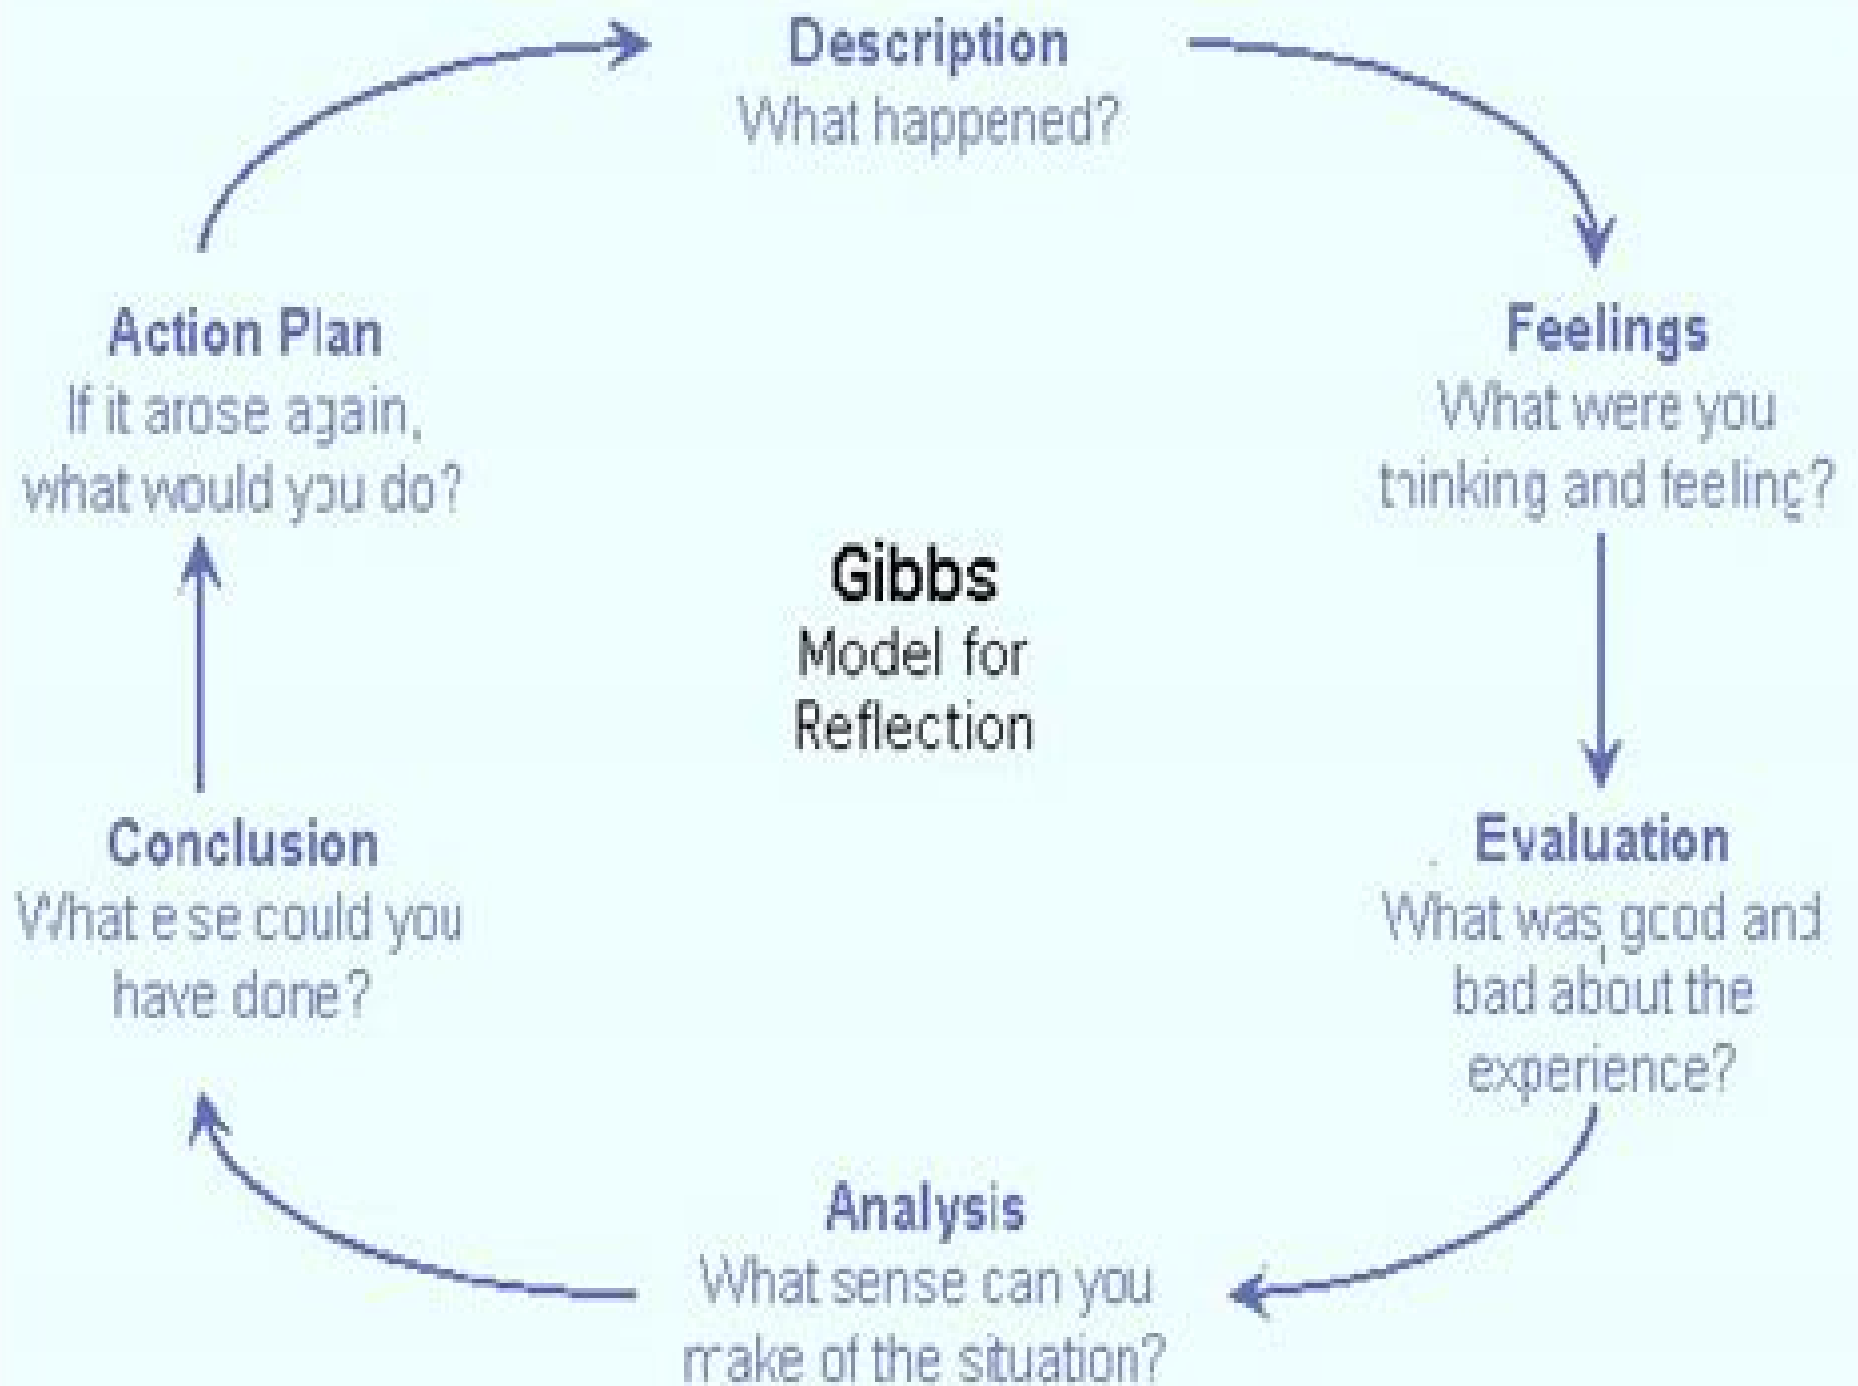 Description
What happened?
Feelings
What were you
thinking and feeling?
Evaluation
What was good and
bad about the
experience?
Analysis
What sense can you
make of the situation?
Conclusion
What else could you
have done?
Action Plan
If it arose again,
what would you do?
Gibbs
Model for
Reflection